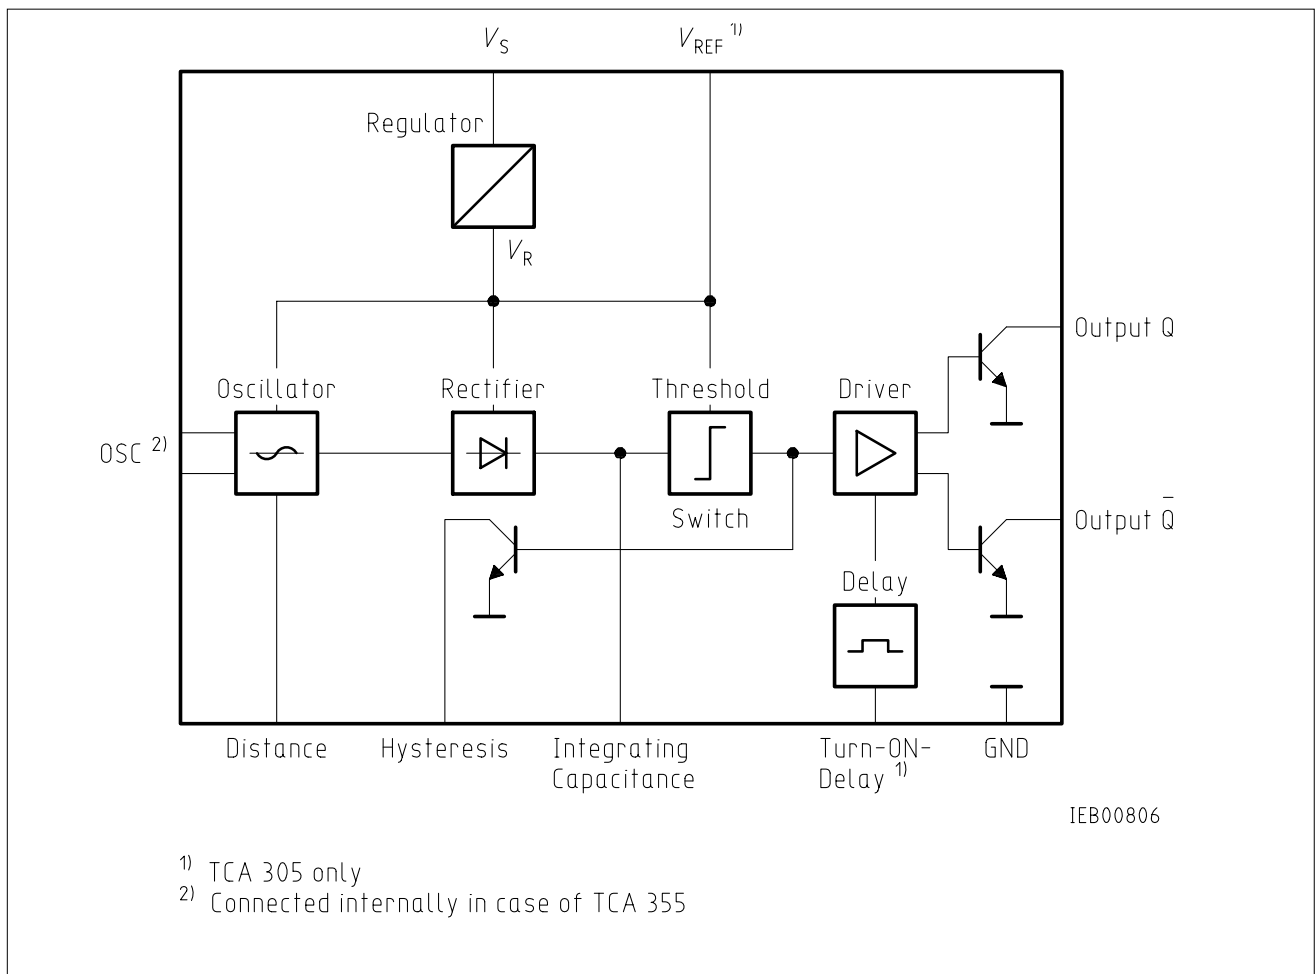 V_S
V_REF 1)
Regulator
V_R
Output Q
Oscillator
Rectifier
Threshold
Driver
OSC 2)
Switch
Output Q̅
Delay
Distance
Hysteresis
Integrating
Capacitance
Turn-ON-
Delay 1)
GND
IEB00806
1) TCA 305 only
2) Connected internally in case of TCA 355